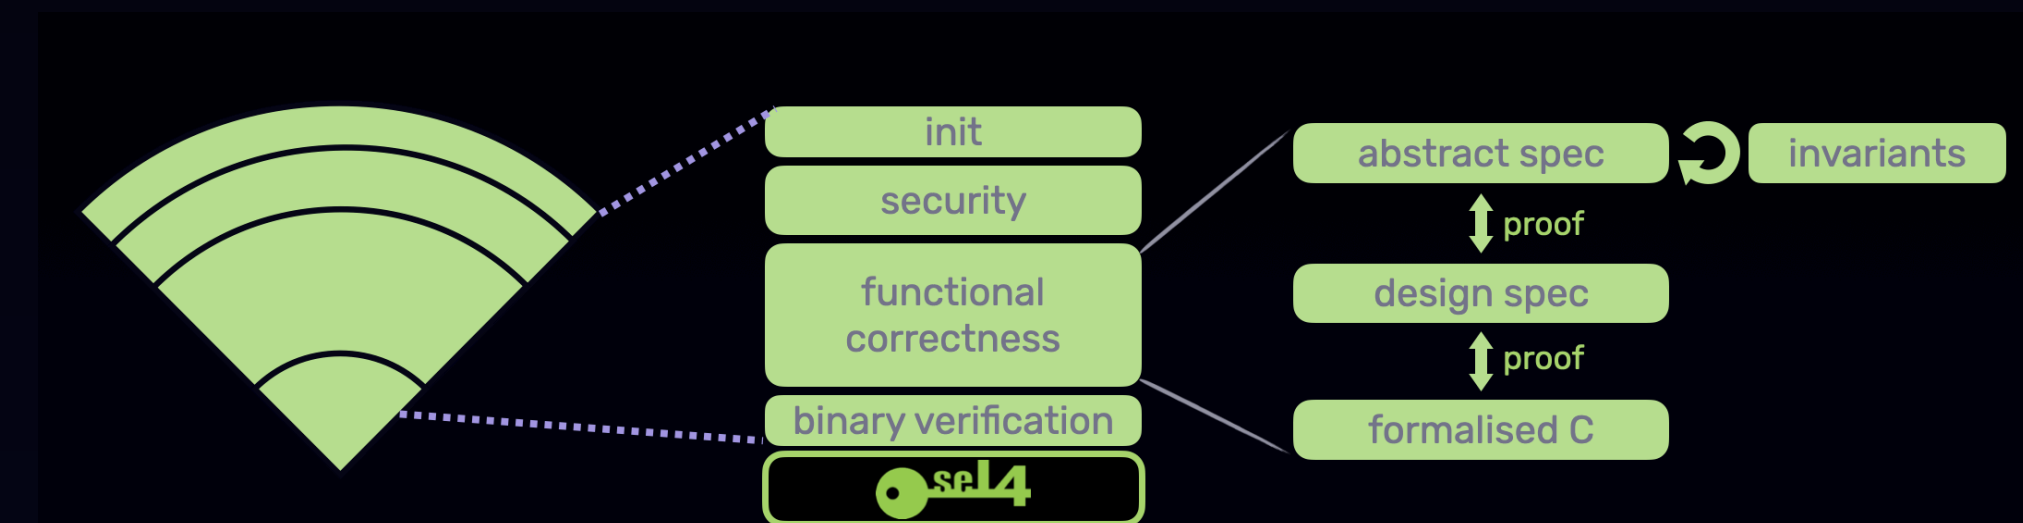 init
security
functional
correctness
binary verification
seL4
abstract spec
invariants
proof
design spec
proof
formalised C